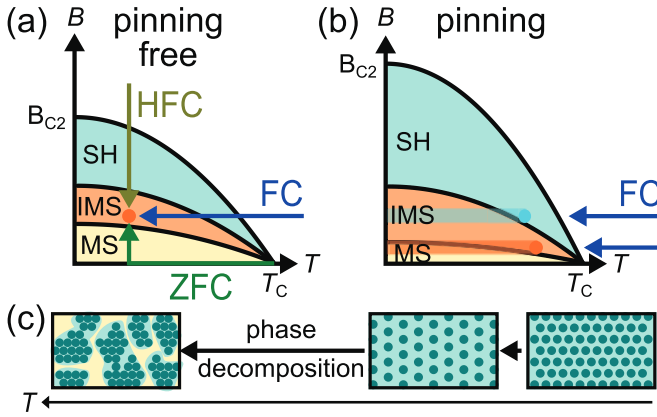 (a)
B
pinning
free
B_C2
HFC
SH
IMS
FC
MS
ZFC
T_C
T
(b)
B
pinning
B_C2
SH
FC
IMS
MS
T_C
T
(c)
phase
decomposition
T